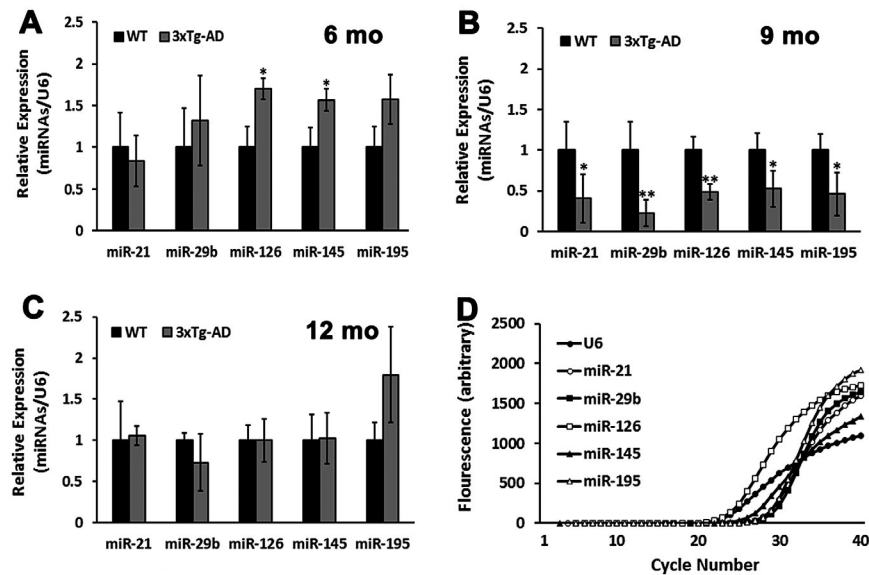 A
WT 3xTg-AD 6 mo
Relative Expression
(miRNAs/U6)
2.5
2
1.5
1
0.5
0
* *
miR-21 miR-29b miR-126 miR-145 miR-195
B
WT 3xTg-AD 9 mo
Relative Expression
(miRNAs/U6)
2.5
2
1.5
1
0.5
0
* ** ** * *
miR-21 miR-29b miR-126 miR-145 miR-195
C
WT 3xTg-AD 12 mo
Relative Expression
(miRNAs/U6)
2.5
2
1.5
1
0.5
0
miR-21 miR-29b miR-126 miR-145 miR-195
D
Flourescence (arbitrary)
2500
2000
1500
1000
500
0
U6
miR-21
miR-29b
miR-126
miR-145
miR-195
1 10 20 30 40
Cycle Number